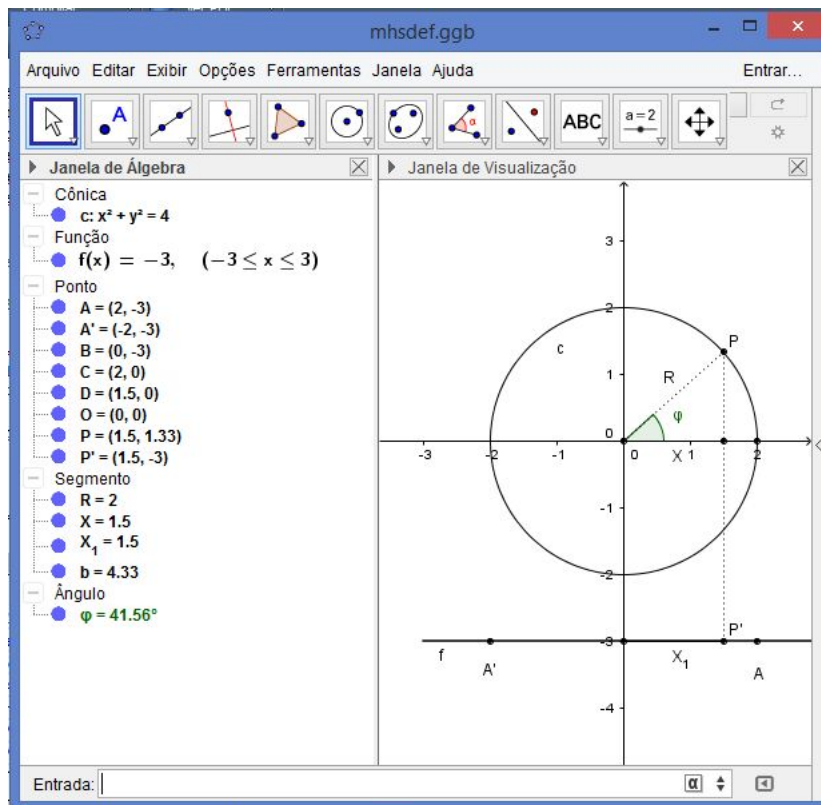 mhsdef.ggb
Arquivo Editar Exibir Opções Ferramentas Janela Ajuda Entrar...
A α ABC a=2
Janela de Álgebra
Cônica
c: x² + y² = 4
Função
f(x) = −3, (−3 ≤ x ≤ 3)
Ponto
A = (2, -3)
A' = (-2, -3)
B = (0, -3)
C = (2, 0)
D = (1.5, 0)
O = (0, 0)
P = (1.5, 1.33)
P' = (1.5, -3)
Segmento
R = 2
X = 1.5
X₁ = 1.5
b = 4.33
Ângulo
φ = 41.56°
Janela de Visualização
3
2
c P
1 R
φ
0
-3 -2 -1 0 X 1 2
-1
-2
-3 P'
f A' X₁ A
-4
Entrada: α